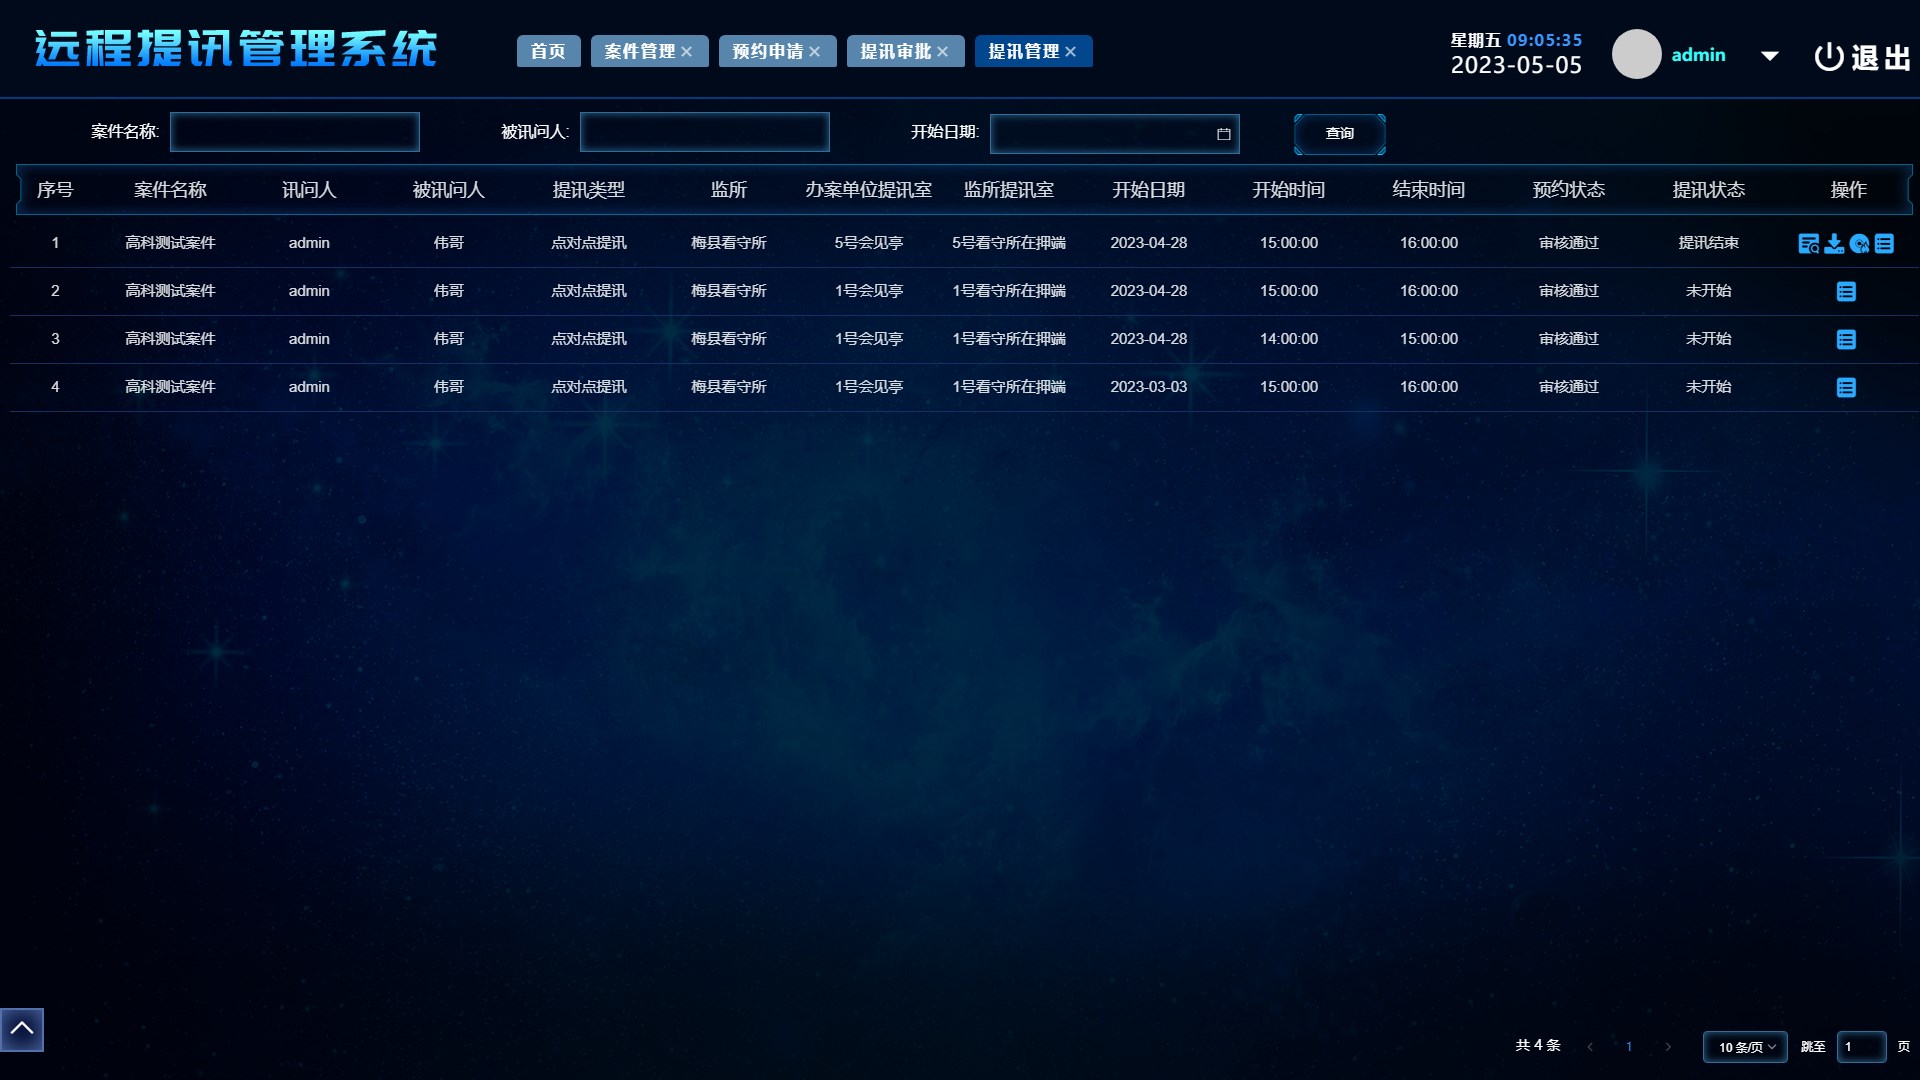 远程提讯管理系统
首页 案件管理 预约申请 提讯审批 提讯管理
星期五 09:05:35
2023-05-05
admin
退出
案件名称: 被讯问人: 开始日期: 查询
序号 案件名称 讯问人 被讯问人 提讯类型 监所 办案单位提讯室 监所提讯室 开始日期 开始时间 结束时间 预约状态 提讯状态 操作
1 高科测试案件 admin 伟哥 点对点提讯 梅县看守所 5号会见亭 5号看守所在押端 2023-04-28 15:00:00 16:00:00 审核通过 提讯结束
2 高科测试案件 admin 伟哥 点对点提讯 梅县看守所 1号会见亭 1号看守所在押端 2023-04-28 15:00:00 16:00:00 审核通过 未开始
3 高科测试案件 admin 伟哥 点对点提讯 梅县看守所 1号会见亭 1号看守所在押端 2023-04-28 14:00:00 15:00:00 审核通过 未开始
4 高科测试案件 admin 伟哥 点对点提讯 梅县看守所 1号会见亭 1号看守所在押端 2023-03-03 15:00:00 16:00:00 审核通过 未开始
共 4 条 1 10 条/页 跳至 1 页